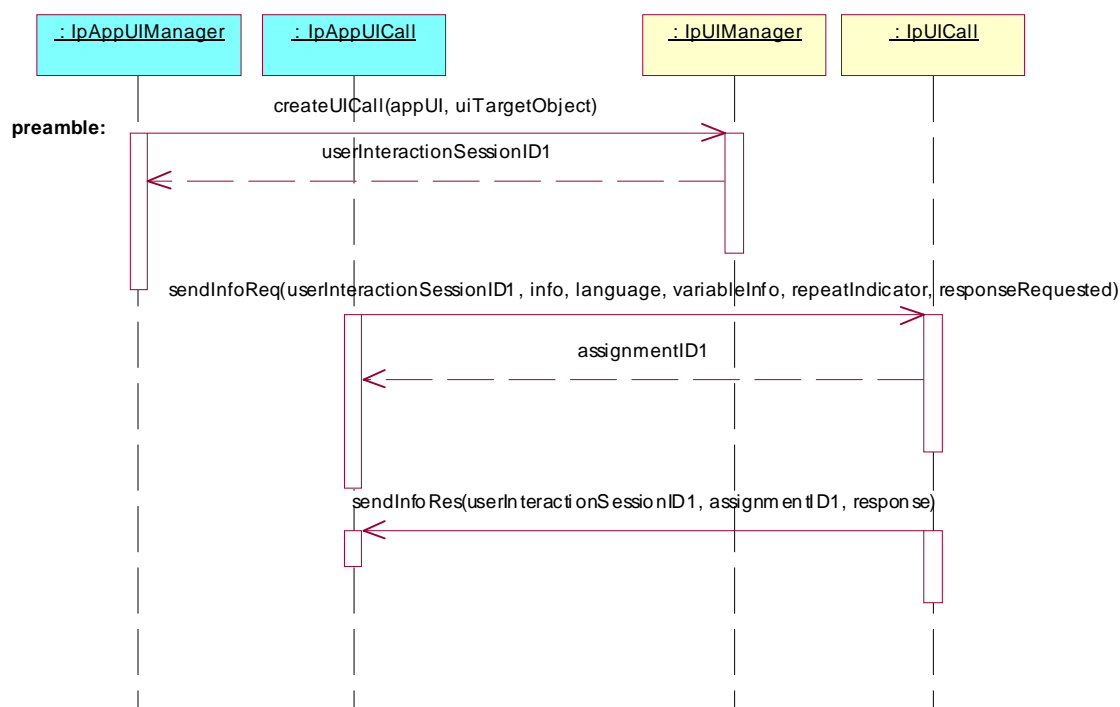 : IpAppUIManager
: IpAppUICall
: IpUIManager
: IpUICall
createUICall(appUI, uiTargetObject)
preamble:
userInteractionSessionID1
sendInfoReq(userInteractionSessionID1, info, language, variableInfo, repeatIndicator, responseRequested)
assignmentID1
sendInfoRes(userInteractionSessionID1, assignmentID1, response)